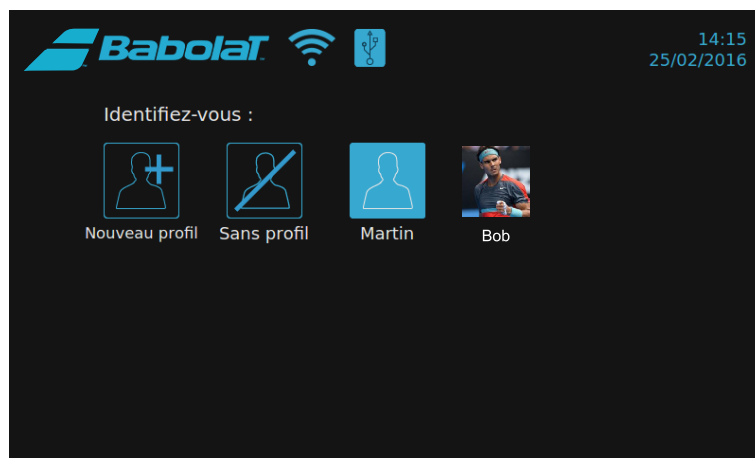 Babolat
14:15
25/02/2016
Identifiez-vous :
Nouveau profil
Sans profil
Martin
Bob